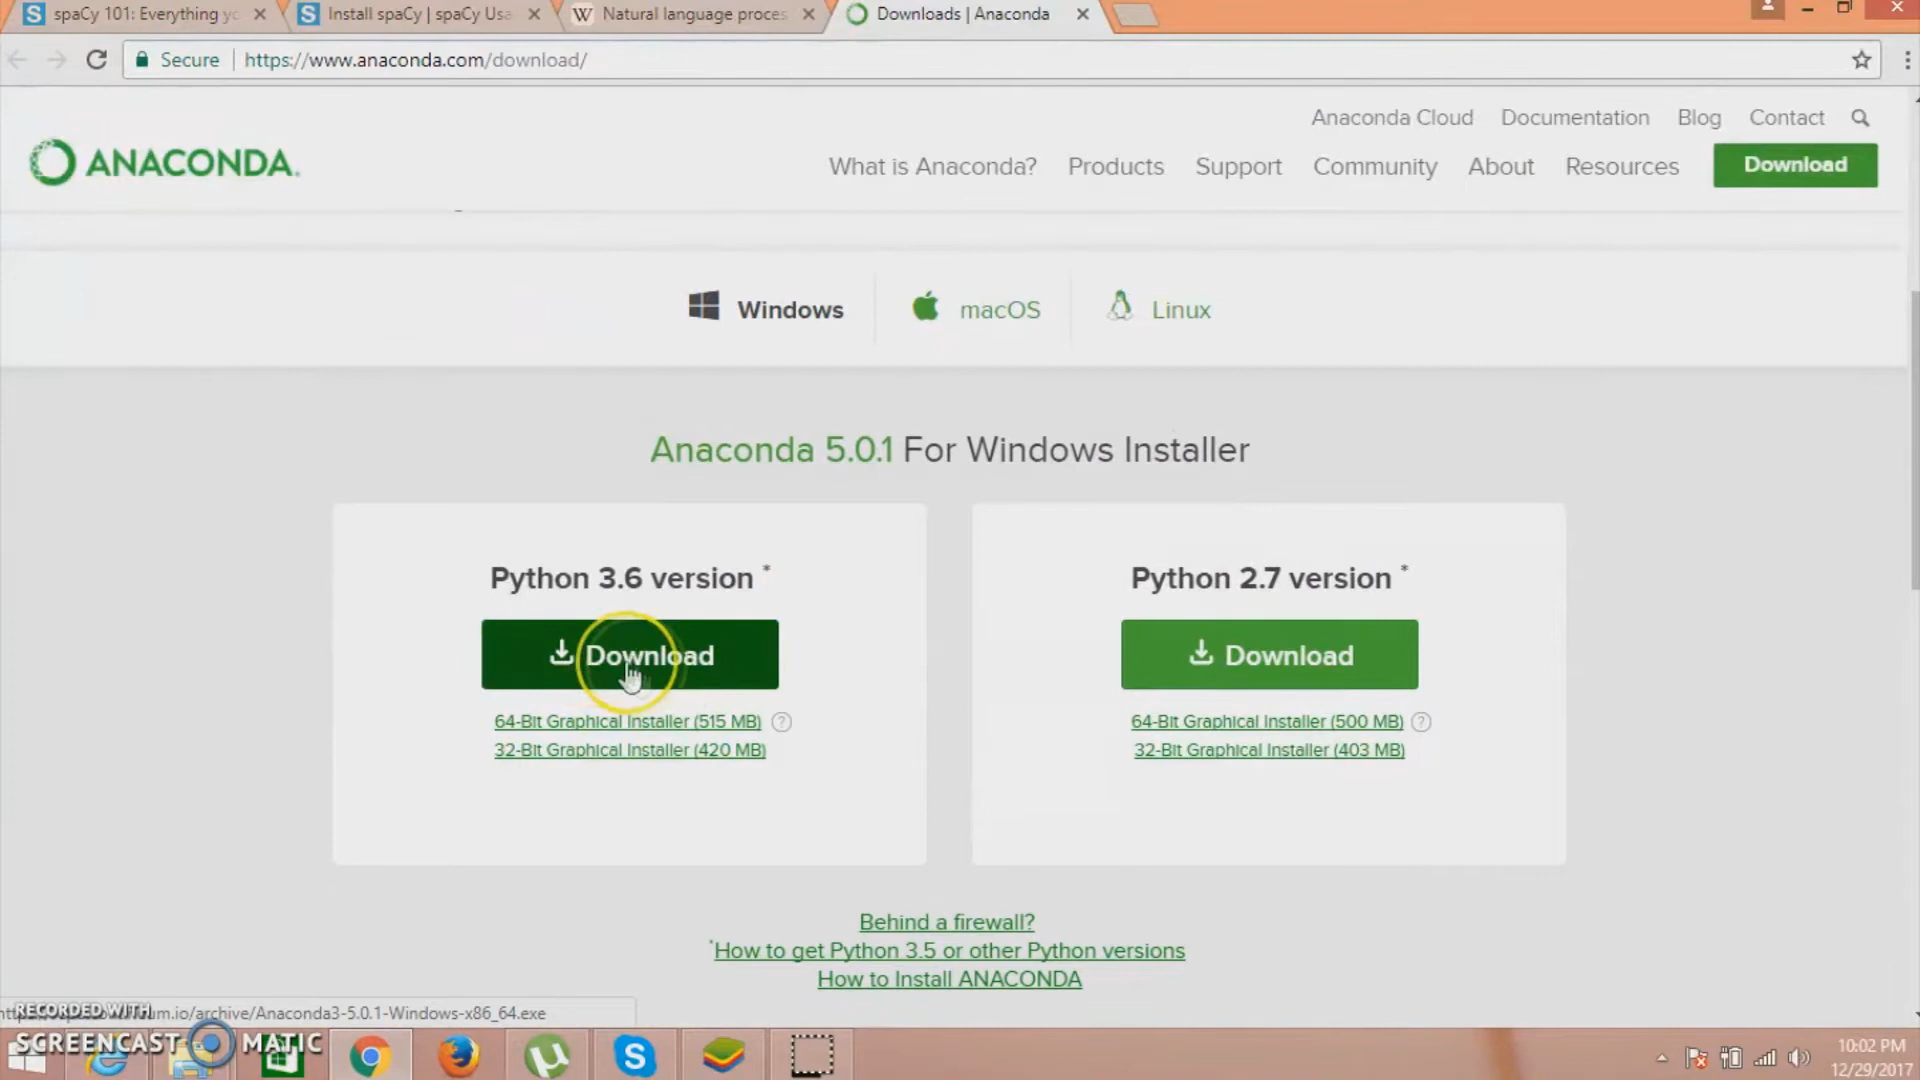 spaCy 101: Everything yo
Install spaCy | spaCy Usa
Natural language proces
Downloads | Anaconda
Secure
https://www.anaconda.com/download/
Anaconda Cloud
Documentation
Blog
Contact
ANACONDA.
What is Anaconda?
Products
Support
Community
About
Resources
Download
Windows
macOS
Linux
Anaconda 5.0.1 For Windows Installer
Python 3.6 version *
Download
64-Bit Graphical Installer (515 MB) ?
32-Bit Graphical Installer (420 MB)
Python 2.7 version *
Download
64-Bit Graphical Installer (500 MB) ?
32-Bit Graphical Installer (403 MB)
Behind a firewall?
*How to get Python 3.5 or other Python versions
How to Install ANACONDA
RECORDED WITH
um.io/archive/Anaconda3-5.0.1-Windows-x86_64.exe
SCREENCAST MATIC
10:02 PM
12/29/2017